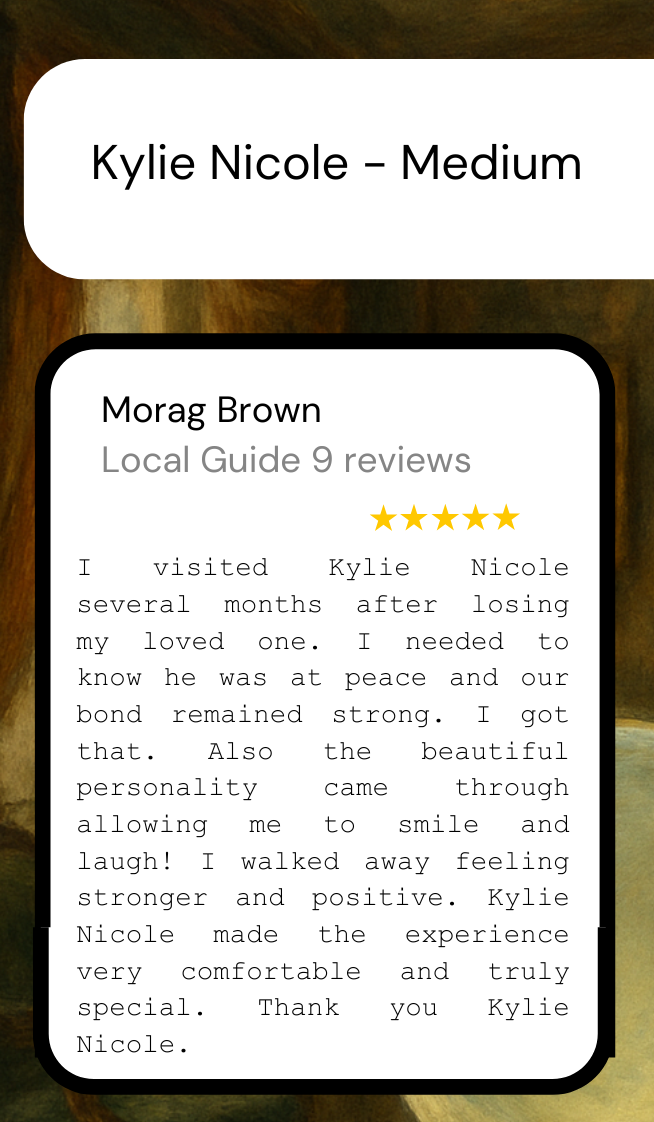 Kylie Nicole - Medium
Morag Brown
Local Guide 9 reviews
★★★★★
I visited Kylie Nicole
several months after losing
my loved one. I needed to
know he was at peace and our
bond remained strong. I got
that. Also the beautiful
personality came through
allowing me to smile and
laugh! I walked away feeling
stronger and positive. Kylie
Nicole made the experience
very comfortable and truly
special. Thank you Kylie
Nicole.